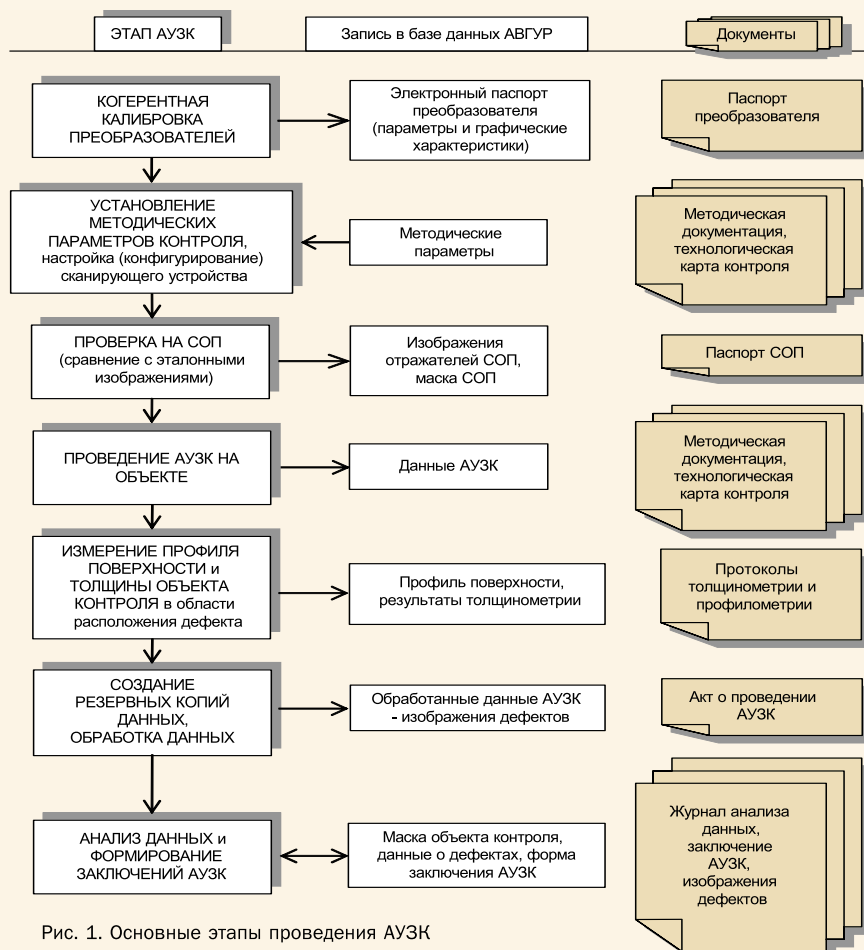 ЭТАП АУЗК
Запись в базе данных АВГУР
Документы
КОГЕРЕНТНАЯ
КАЛИБРОВКА
ПРЕОБРАЗОВАТЕЛЕЙ
Электронный паспорт
преобразователя
(параметры и графические
характеристики)
Паспорт
преобразователя
УСТАНОВЛЕНИЕ
МЕТОДИЧЕСКИХ
ПАРАМЕТРОВ КОНТРОЛЯ,
настройка (конфигурирование)
сканирующего устройства
Методические
параметры
Методическая
документация,
технологическая
карта контроля
ПРОВЕРКА НА СОП
(сравнение с эталонными
изображениями)
Изображения
отражателей СОП,
маска СОП
Паспорт СОП
ПРОВЕДЕНИЕ АУЗК НА
ОБЪЕКТЕ
Данные АУЗК
Методическая
документация,
технологическая
карта контроля
ИЗМЕРЕНИЕ ПРОФИЛЯ
ПОВЕРХНОСТИ и
ТОЛЩИНЫ ОБЪЕКТА
КОНТРОЛЯ в области
расположения дефекта
Профиль поверхности,
результаты толщинометрии
Протоколы
толщинометрии и
профилометрии
СОЗДАНИЕ
РЕЗЕРВНЫХ КОПИЙ
ДАННЫХ,
ОБРАБОТКА ДАННЫХ
Обработанные данные АУЗК
- изображения дефектов
Акт о проведении
АУЗК
АНАЛИЗ ДАННЫХ и
ФОРМИРОВАНИЕ
ЗАКЛЮЧЕНИЙ АУЗК
Маска объекта контроля,
данные о дефектах, форма
заключения АУЗК
Журнал анализа
данных,
заключение
АУЗК,
изображения
дефектов
Рис. 1. Основные этапы проведения АУЗК